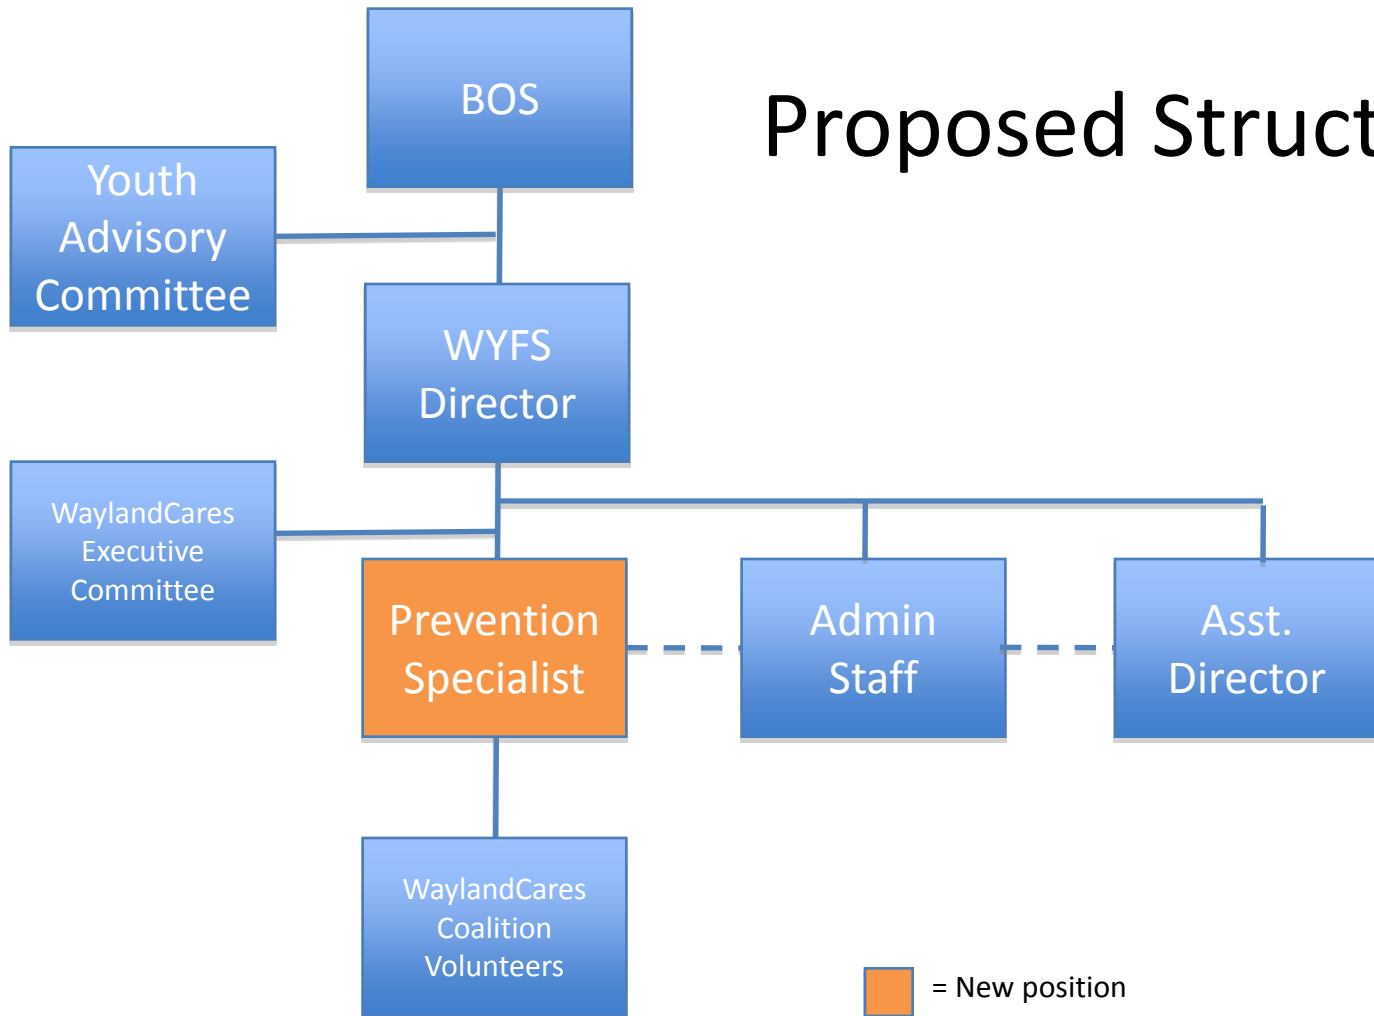 BOS
Proposed Struct
Youth
Advisory
Committee
WYFS
Director
WaylandCares
Executive
Committee
Prevention
Specialist
Admin
Staff
Asst.
Director
WaylandCares
Coalition
Volunteers
= New position